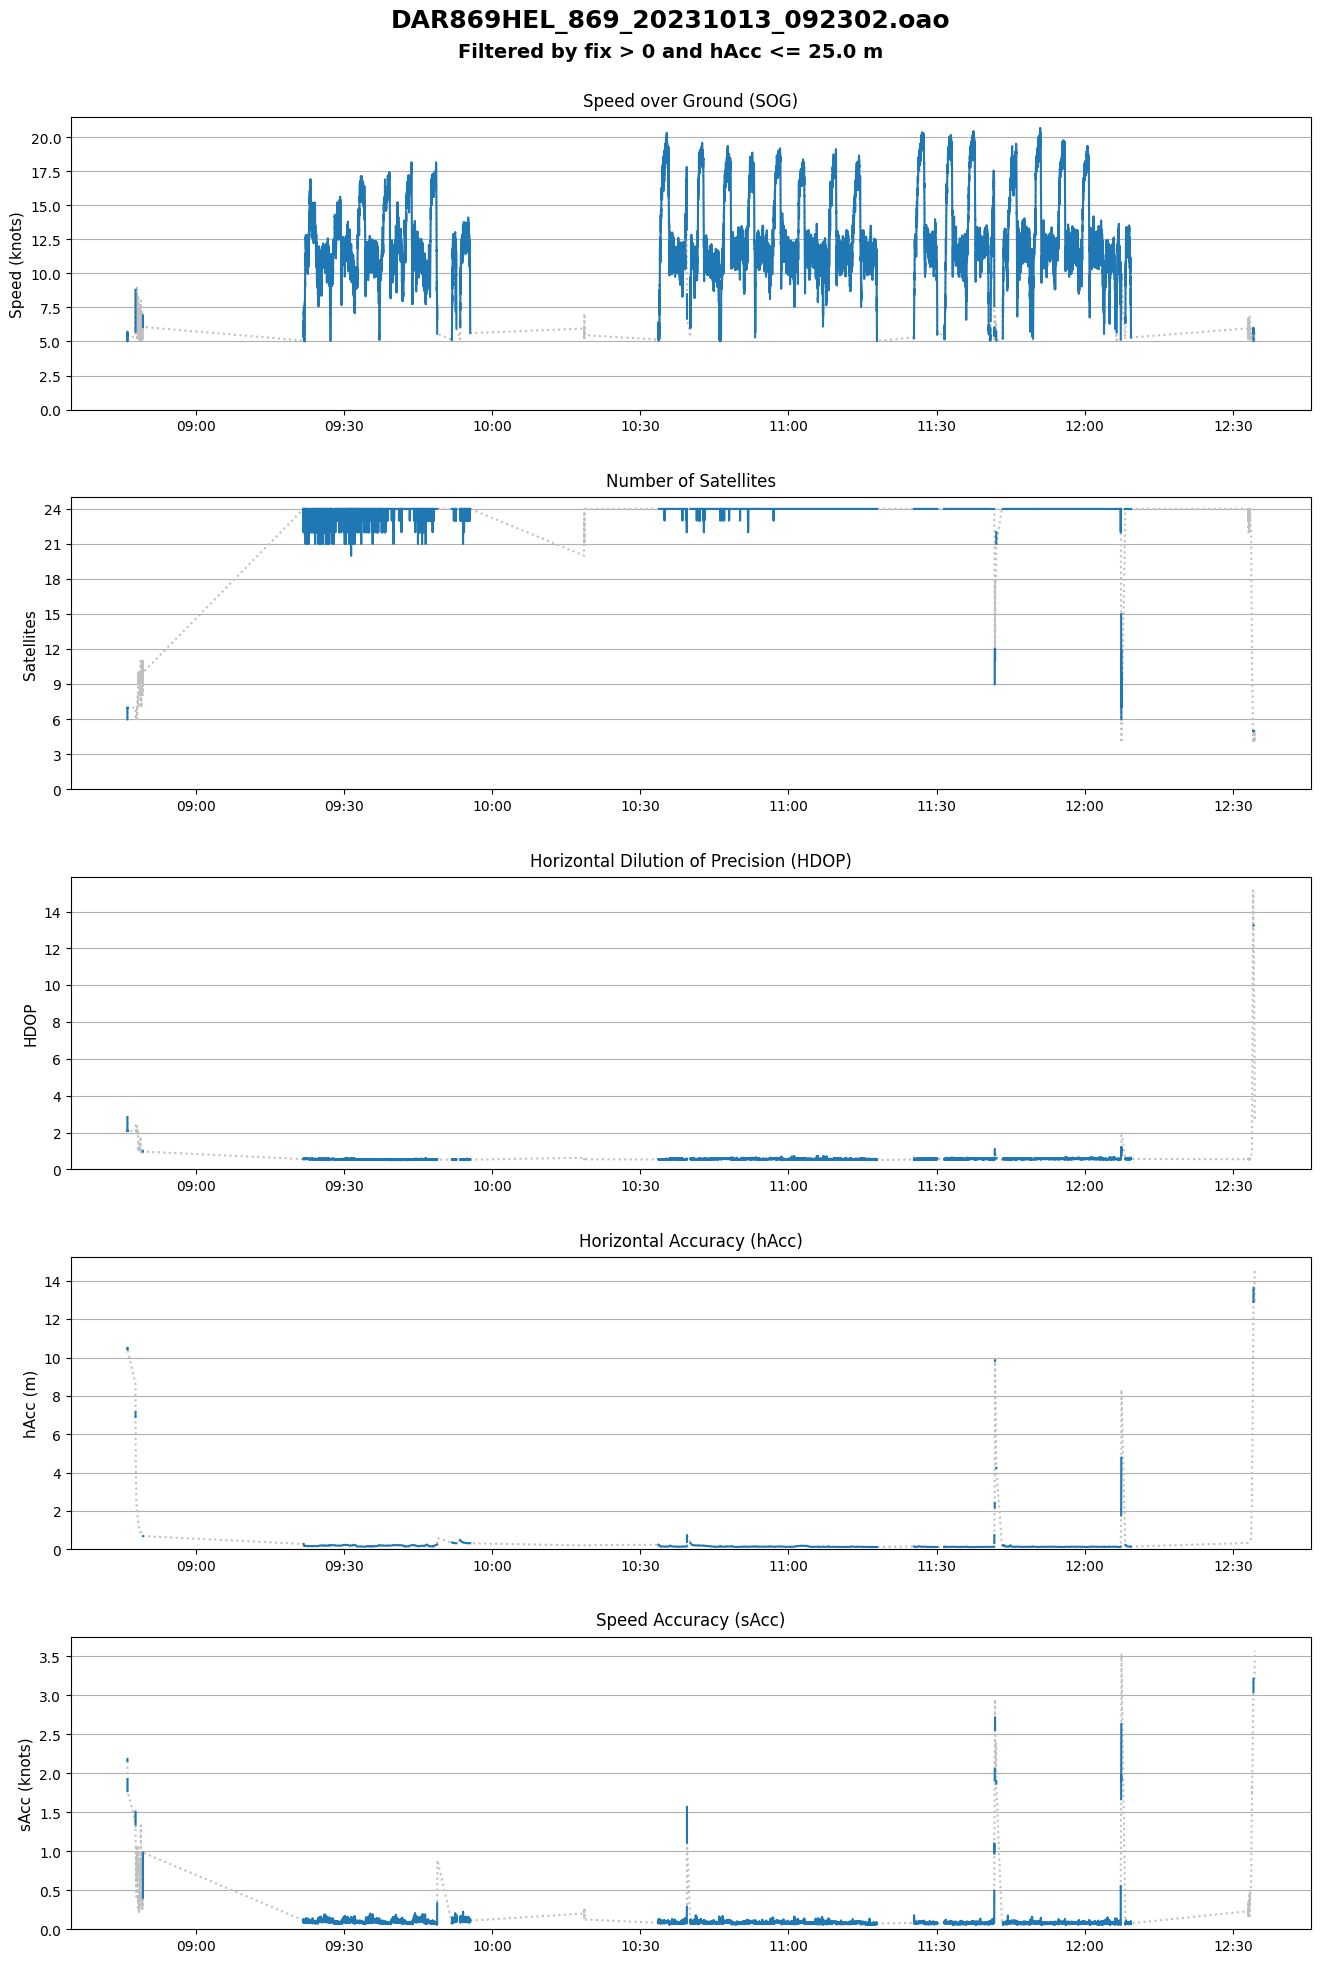 DAR869HEL_869_20231013_092302.oao
Filtered by fix > 0 and hAcc <= 25.0 m
Speed over Ground (SOG)
Speed (knots)
20.0
17.5
15.0
12.5
10.0
7.5
5.0
2.5
0.0
09:00 09:30 10:00 10:30 11:00 11:30 12:00 12:30
Number of Satellites
Satellites
24
21
18
15
12
9
6
3
0
09:00 09:30 10:00 10:30 11:00 11:30 12:00 12:30
Horizontal Dilution of Precision (HDOP)
HDOP
14
12
10
8
6
4
2
0
09:00 09:30 10:00 10:30 11:00 11:30 12:00 12:30
Horizontal Accuracy (hAcc)
hAcc (m)
14
12
10
8
6
4
2
0
09:00 09:30 10:00 10:30 11:00 11:30 12:00 12:30
Speed Accuracy (sAcc)
sAcc (knots)
3.5
3.0
2.5
2.0
1.5
1.0
0.5
0.0
09:00 09:30 10:00 10:30 11:00 11:30 12:00 12:30